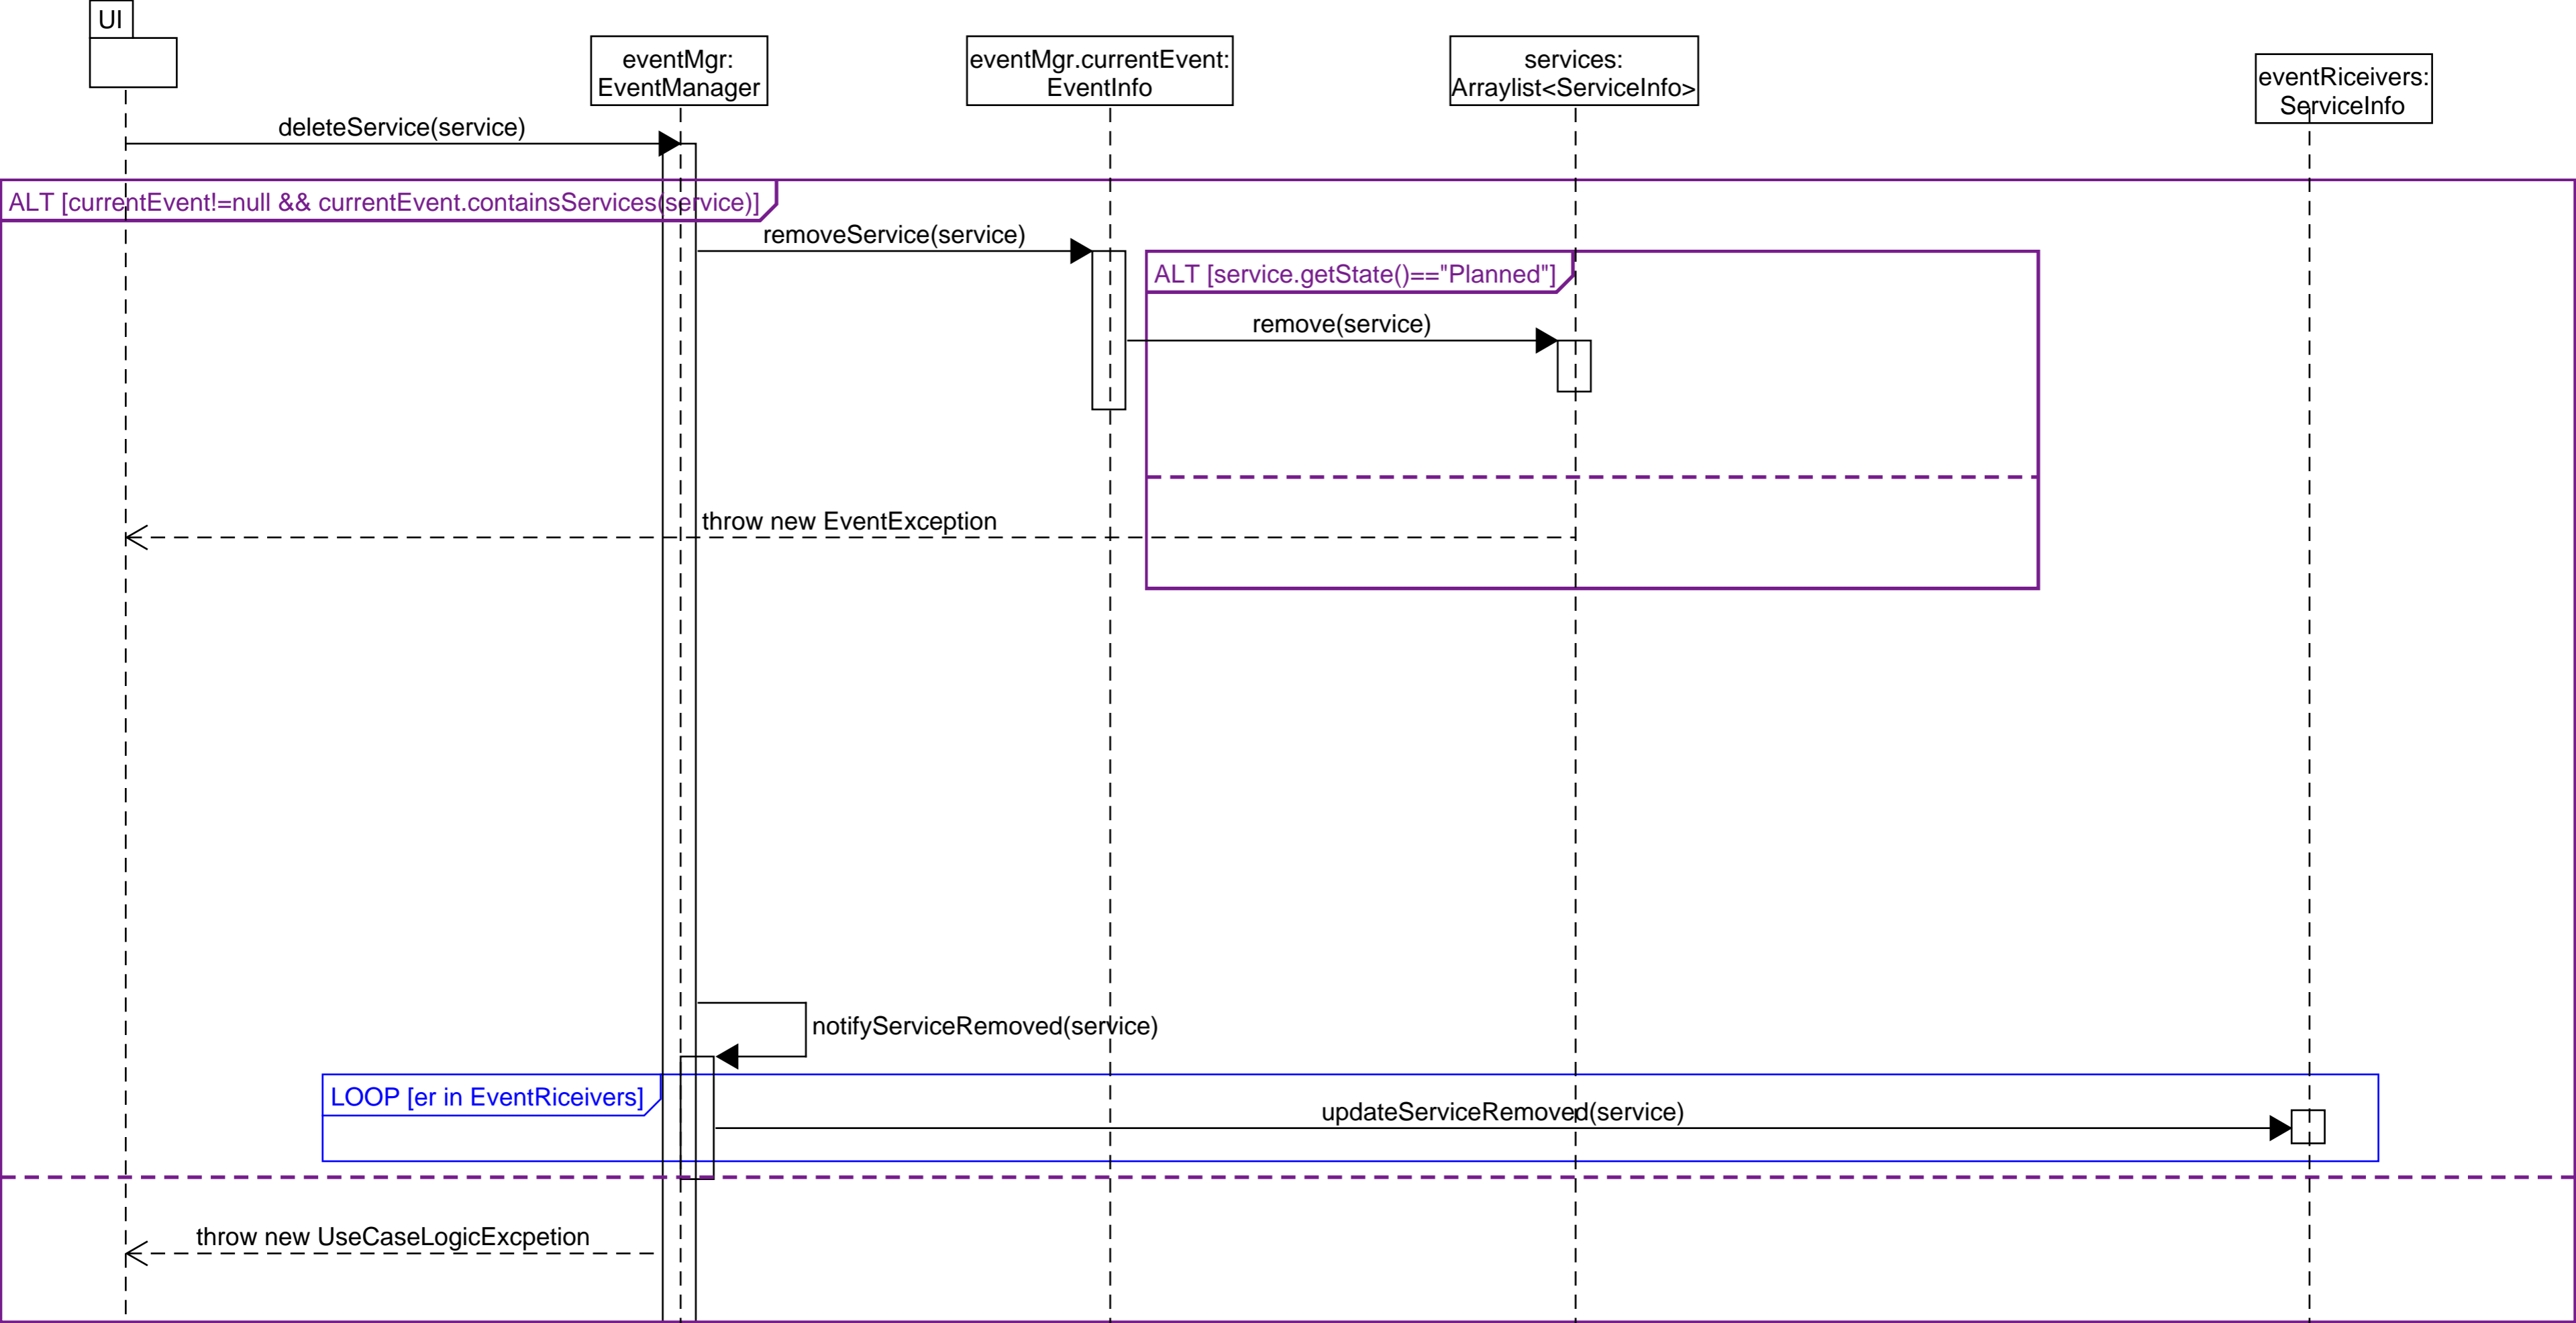 UI
eventMgr:
EventManager
eventMgr.currentEvent:
EventInfo
services:
Arraylist<ServiceInfo>
eventRiceivers:
ServiceInfo
deleteService(service)
ALT [currentEvent!=null && currentEvent.containsServices(service)]
removeService(service)
ALT [service.getState()=="Planned"]
remove(service)
throw new EventException
notifyServiceRemoved(service)
LOOP [er in EventRiceivers]
updateServiceRemoved(service)
throw new UseCaseLogicExcpetion